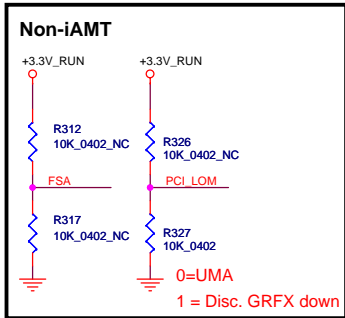 Non-iAMT
+3.3V_RUN
+3.3V_RUN
R312
10K_0402_NC
R326
10K_0402_NC
FSA
PCI_LOM
R317
10K_0402_NC
R327
10K_0402
0=UMA
1 = Disc. GRFX down